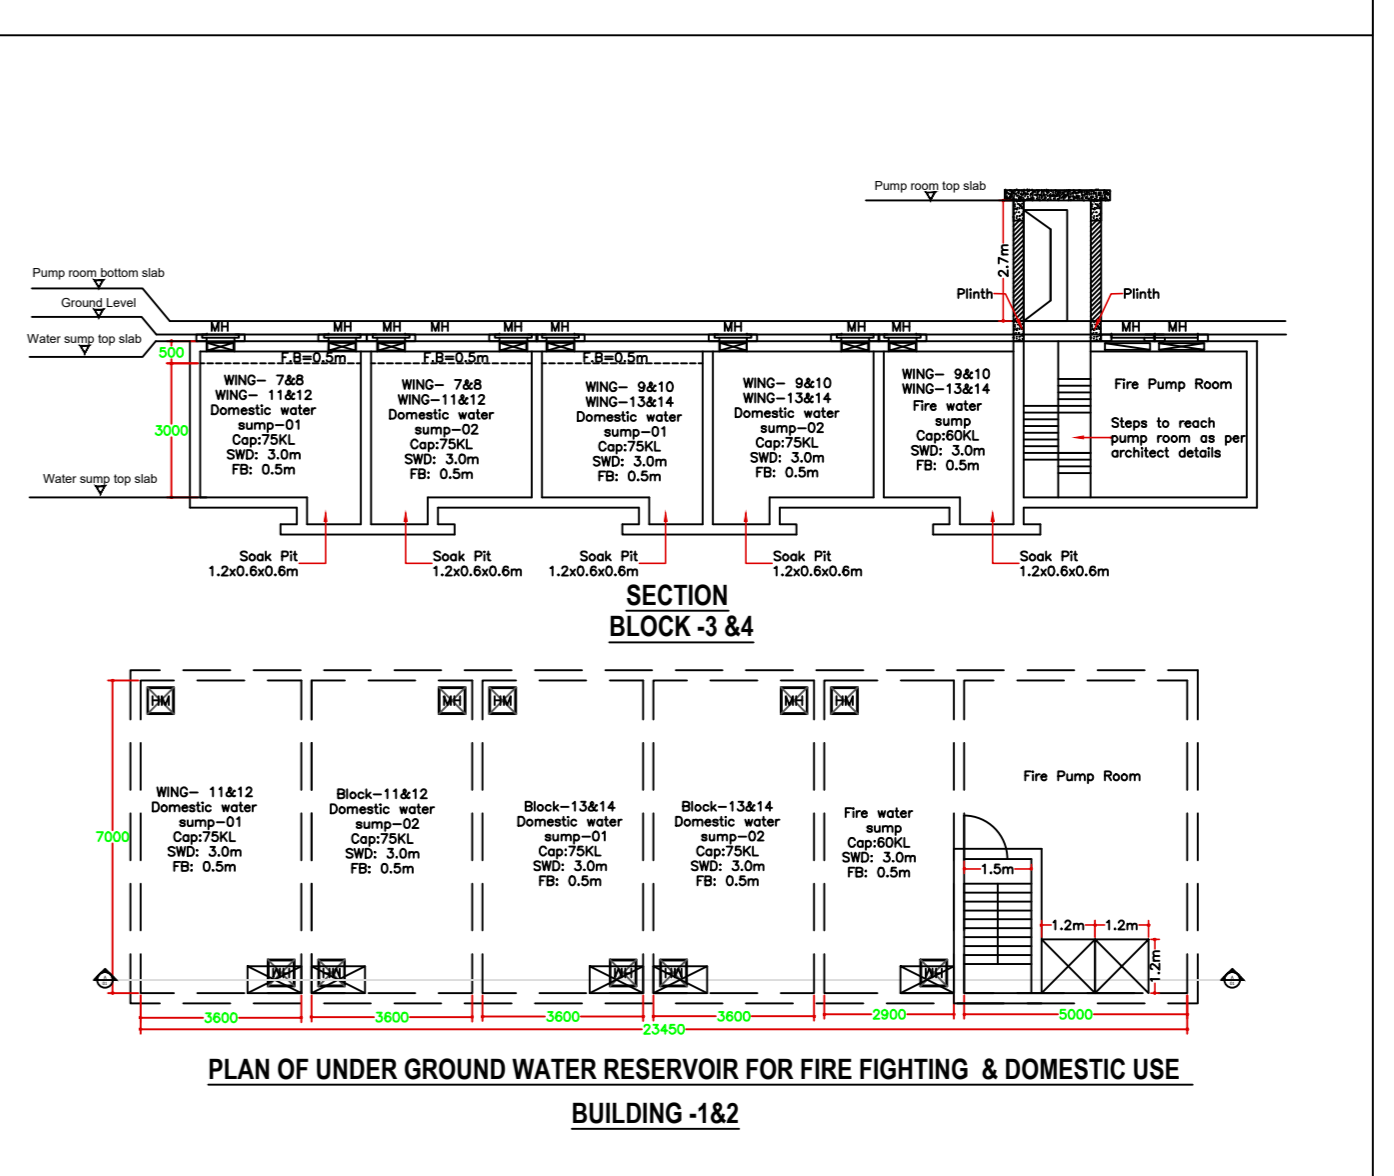 Pump room top slab
2.7m
Pump room bottom slab
Ground Level
Water sump top slab
Plinth
Plinth
MH
MH
MH
MH
MH
MH
MH
MH
MH
MH
MH
500
F.B=0.5m
F.B=0.5m
F.B=0.5m
3000
WING- 7&8
WING- 11&12
Domestic water
sump-01
Cap:75KL
SWD: 3.0m
FB: 0.5m
WING- 7&8
WING-11&12
Domestic water
sump-02
Cap:75KL
SWD: 3.0m
FB: 0.5m
WING- 9&10
WING-13&14
Domestic water
sump-01
Cap:75KL
SWD: 3.0m
FB: 0.5m
WING- 9&10
WING-13&14
Domestic water
sump-02
Cap:75KL
SWD: 3.0m
FB: 0.5m
WING- 9&10
WING-13&14
Fire water
sump
Cap:60KL
SWD: 3.0m
FB: 0.5m
Fire Pump Room
Steps to reach
pump room as per
architect details
Water sump top slab
Soak Pit
1.2x0.6x0.6m
Soak Pit
1.2x0.6x0.6m
Soak Pit
1.2x0.6x0.6m
Soak Pit
1.2x0.6x0.6m
Soak Pit
1.2x0.6x0.6m
SECTION
BLOCK -3 &4
MH
MH
MH
MH
MH
7000
WING- 11&12
Domestic water
sump-01
Cap:75KL
SWD: 3.0m
FB: 0.5m
Block-11&12
Domestic water
sump-02
Cap:75KL
SWD: 3.0m
FB: 0.5m
Block-13&14
Domestic water
sump-01
Cap:75KL
SWD: 3.0m
FB: 0.5m
Block-13&14
Domestic water
sump-02
Cap:75KL
SWD: 3.0m
FB: 0.5m
Fire water
sump
Cap:60KL
SWD: 3.0m
FB: 0.5m
Fire Pump Room
1.5m
1.2m
1.2m
1.2m
MH
MH
MH
MH
MH
3600
3600
3600
3600
2900
5000
23450
PLAN OF UNDER GROUND WATER RESERVOIR FOR FIRE FIGHTING & DOMESTIC USE
BUILDING -1&2